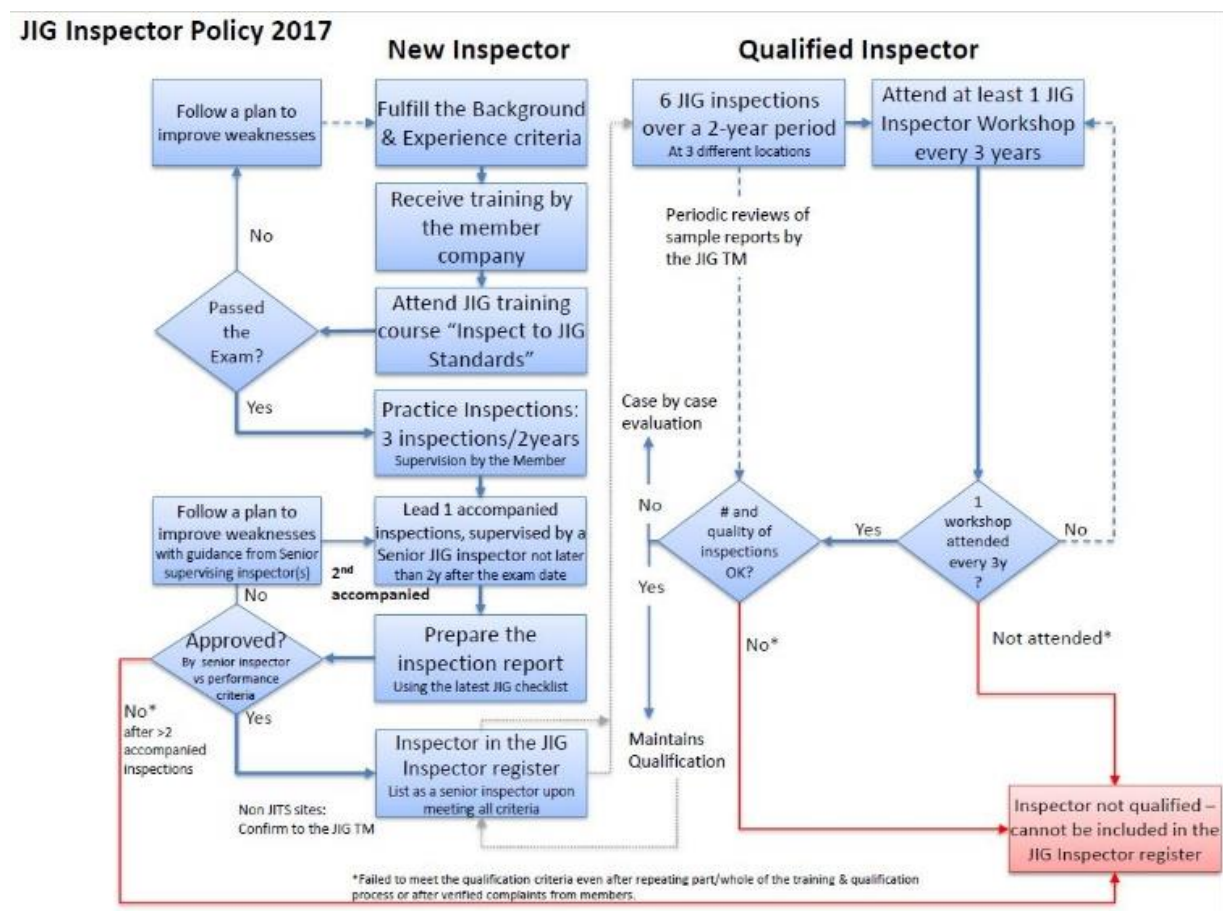 JIG Inspector Policy 2017
New Inspector
Qualified Inspector
Follow a plan to
improve weaknesses
Fulfill the Background
& Experience criteria
6 JIG inspections
over a 2-year period
At 3 different locations
Attend at least 1 JIG
Inspector Workshop
every 3 years
Receive training by
the member
company
Periodic reviews of
sample reports by
the JIG TM
No
Passed
the
Exam?
Attend JIG training
course “Inspect to JIG
Standards”
Yes
Practice Inspections:
3 inspections/2years
Supervision by the Member
Case by case
evaluation
Follow a plan to
improve weaknesses
with guidance from Senior
supervising inspector(s)
2nd
accompanied
Lead 1 accompanied
inspections, supervised by a
Senior JIG inspector not later
than 2y after the exam date
No
# and
quality of
inspections
OK?
Yes
1
workshop
attended
every 3y
?
No
Yes
No
Approved?
By senior inspector
vs performance
criteria
Prepare the
inspection report
Using the latest JIG checklist
No*
Not attended*
No*
after >2
accompanied
inspections
Yes
Inspector in the JIG
Inspector register
List as a senior inspector upon
meeting all criteria
Maintains
Qualification
Non JITS sites:
Confirm to the JIG TM
Inspector not qualified –
cannot be included in the
JIG Inspector register
*Failed to meet the qualification criteria even after repeating part/whole of the training & qualification
process or after verified complaints from members.